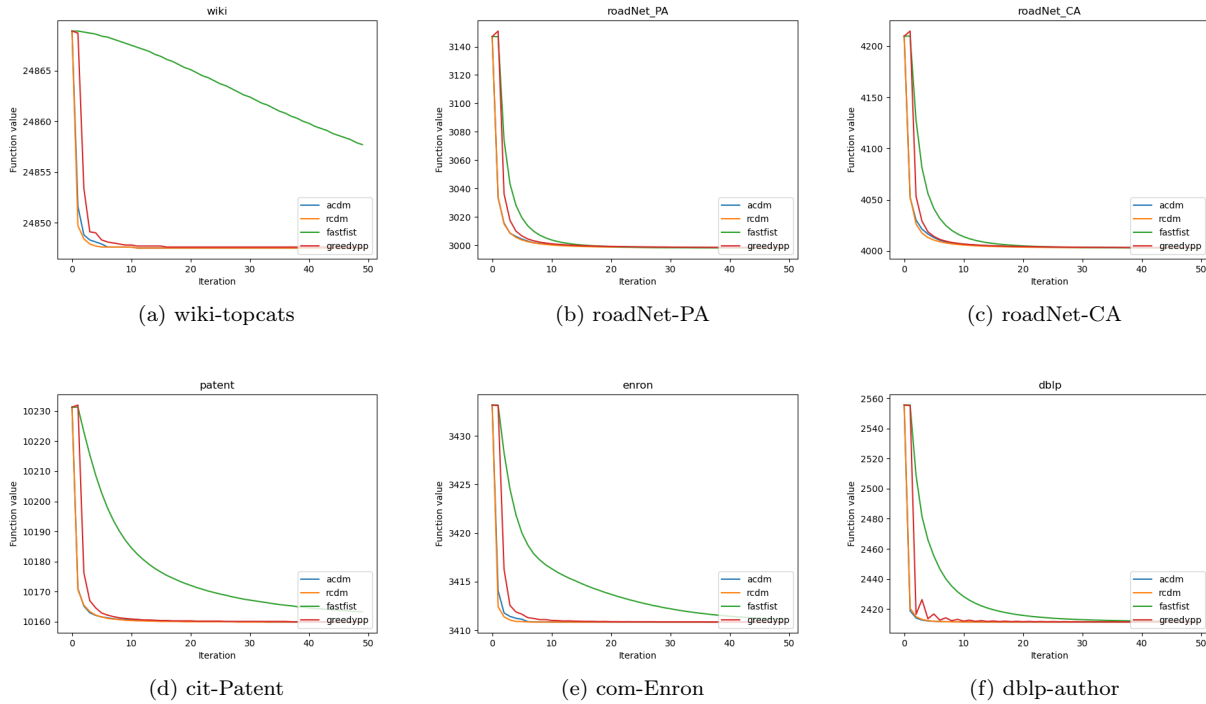 wiki
24865
24860
24855
24850
Function value
0 10 20 30 40 50
Iteration
acdm
rcdm
fastfist
greedypp
(a) wiki-topcats
roadNet_PA
3140
3120
3100
3080
3060
3040
3020
3000
Function value
0 10 20 30 40 50
Iteration
acdm
rcdm
fastfist
greedypp
(b) roadNet-PA
roadNet_CA
4200
4150
4100
4050
4000
Function value
0 10 20 30 40 50
Iteration
acdm
rcdm
fastfist
greedypp
(c) roadNet-CA
patent
10230
10220
10210
10200
10190
10180
10170
10160
Function value
0 10 20 30 40 50
Iteration
acdm
rcdm
fastfist
greedypp
(d) cit-Patent
enron
3430
3425
3420
3415
3410
Function value
0 10 20 30 40 50
Iteration
acdm
rcdm
fastfist
greedypp
(e) com-Enron
dblp
2560
2540
2520
2500
2480
2460
2440
2420
Function value
0 10 20 30 40 50
Iteration
acdm
rcdm
fastfist
greedypp
(f) dblp-author